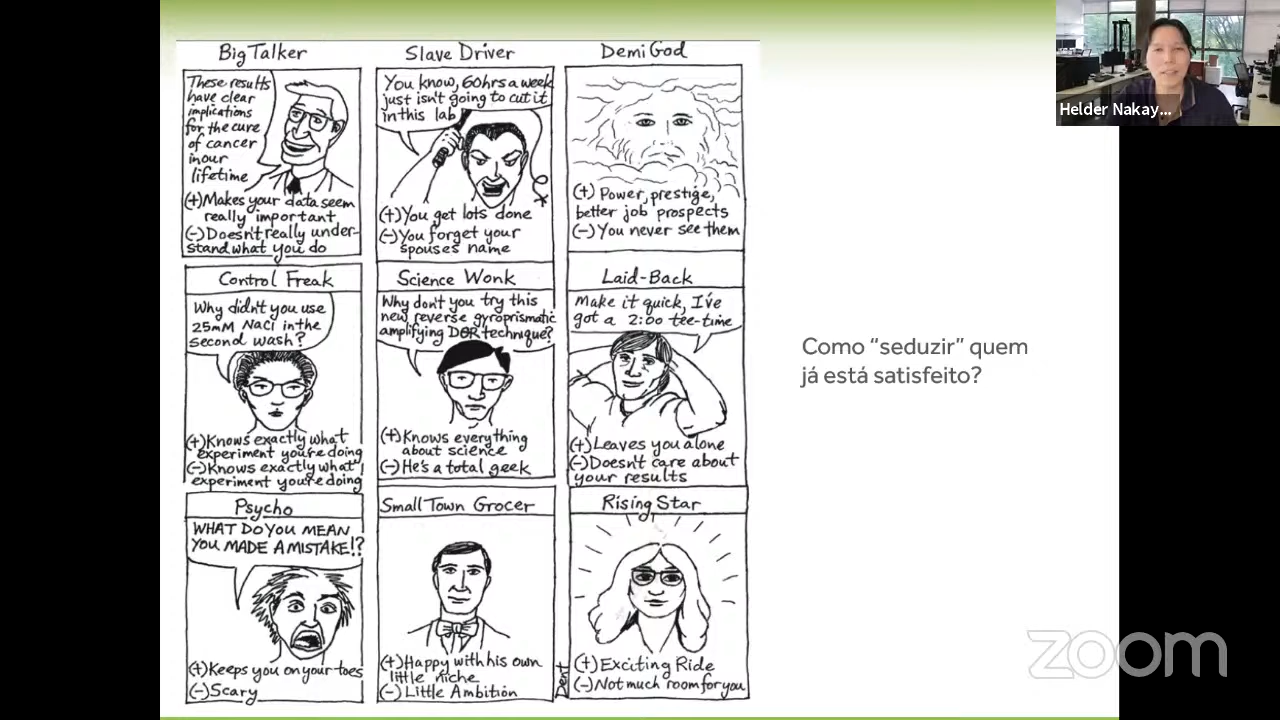 Big Talker
These results
have clear
implications
for the cure
of cancer
in our
lifetime
(+)Makes your data seem
really important
(-)Doesn't really under-
stand what you do
Slave Driver
You know, 60hrs a week
just isn't going to cut it
in this lab
(+)You get lots done
(-)You forget your
spouses name
DemiGod
(+) Power, prestige,
better job prospects
(-) You never see them
Control Freak
Why didn't you use
25mM NaCl in the
second wash?
(+)Knows exactly what
experiment you're doing
(-)Knows exactly what
experiment you're doing
Science Wonk
Why don't you try this
new reverse gyroprismatic
amplifying DOR technique?
(+)Knows everything
about science
(-)He's a total geek
Laid-Back
Make it quick, I've
got a 2:00 tee-time
(+)Leaves you alone
(-)Doesn't care about
your results
Psycho
WHAT DO YOU MEAN
YOU MADE A MISTAKE!?
(+)Keeps you on your toes
(-)Scary
Small Town Grocer
(+)Happy with his own
little niche
(-) Little Ambition
Rising Star
(+)Exciting Ride
(-)Not much room for you
Dent
Como “seduzir” quem
já está satisfeito?
Helder Nakay...
zoom